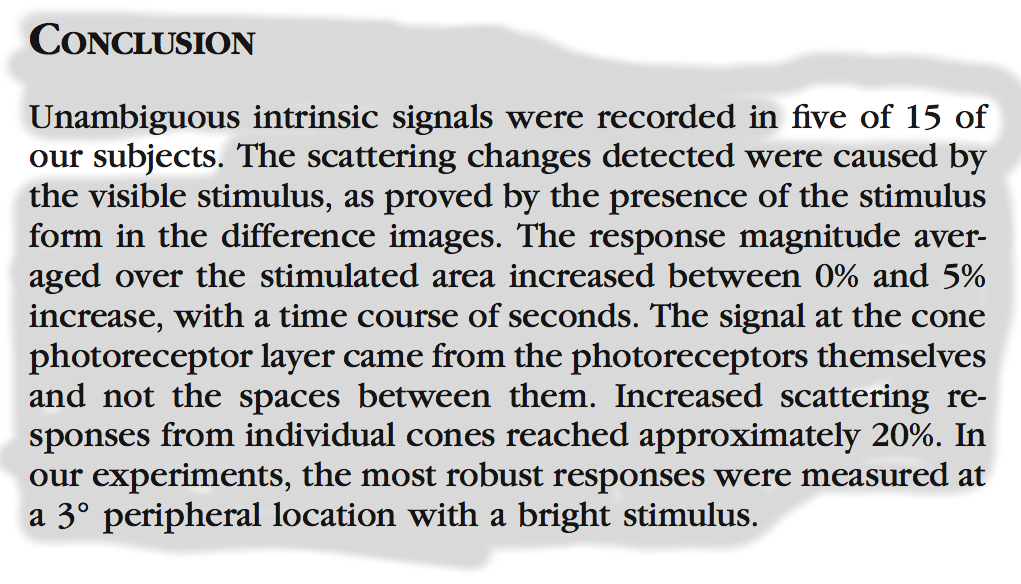 CONCLUSION
Unambiguous intrinsic signals were recorded in five of 15 of
our subjects. The scattering changes detected were caused by
the visible stimulus, as proved by the presence of the stimulus
form in the difference images. The response magnitude aver-
aged over the stimulated area increased between 0% and 5%
increase, with a time course of seconds. The signal at the cone
photoreceptor layer came from the photoreceptors themselves
and not the spaces between them. Increased scattering re-
sponses from individual cones reached approximately 20%. In
our experiments, the most robust responses were measured at
a 3° peripheral location with a bright stimulus.